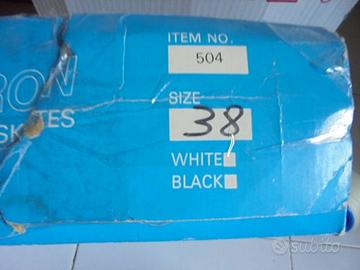 ITEM NO.
504
RON
SKATES
SIZE
38
WHITE
BLACK
subito